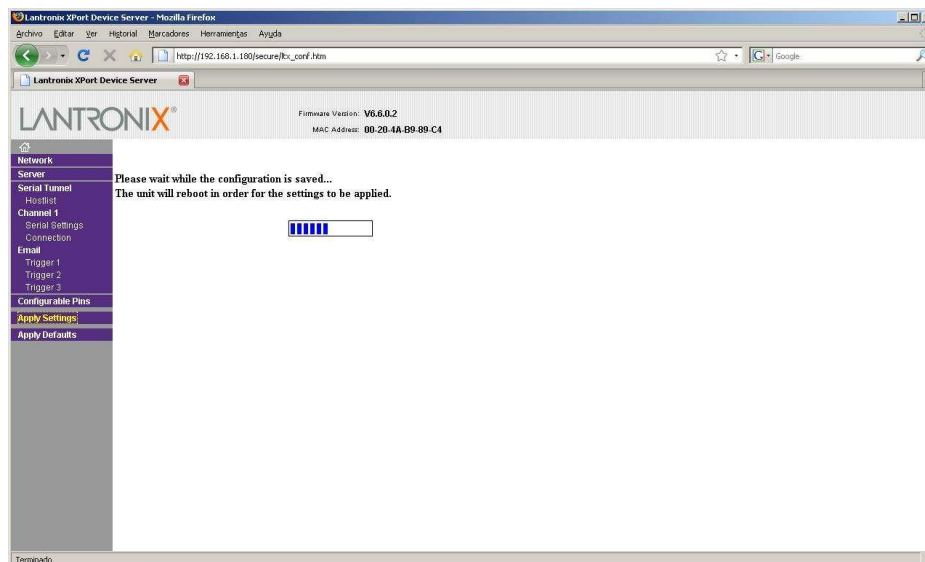 Lantronix XPort Device Server - Mozilla Firefox
Archivo Editar Ver Historial Marcadores Herramientas Ayuda
http://192.168.1.180/secure/ltx_conf.htm
Google
Lantronix XPort Device Server
LANTRONIX®
Firmware Version: V6.6.0.2
MAC Address: 00-20-4A-B9-89-C4
Network
Server
Serial Tunnel
Hostlist
Channel 1
Serial Settings
Connection
Email
Trigger 1
Trigger 2
Trigger 3
Configurable Pins
Apply Settings
Apply Defaults
Please wait while the configuration is saved...
The unit will reboot in order for the settings to be applied.
Terminado